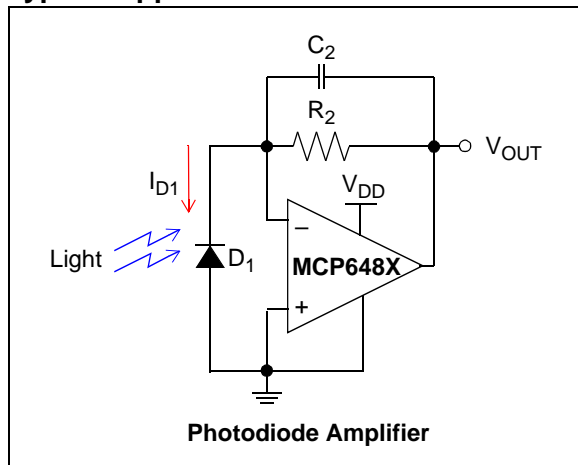 C2
R2
VOUT
ID1
VDD
Light
D1
–
MCP648X
+
Photodiode Amplifier